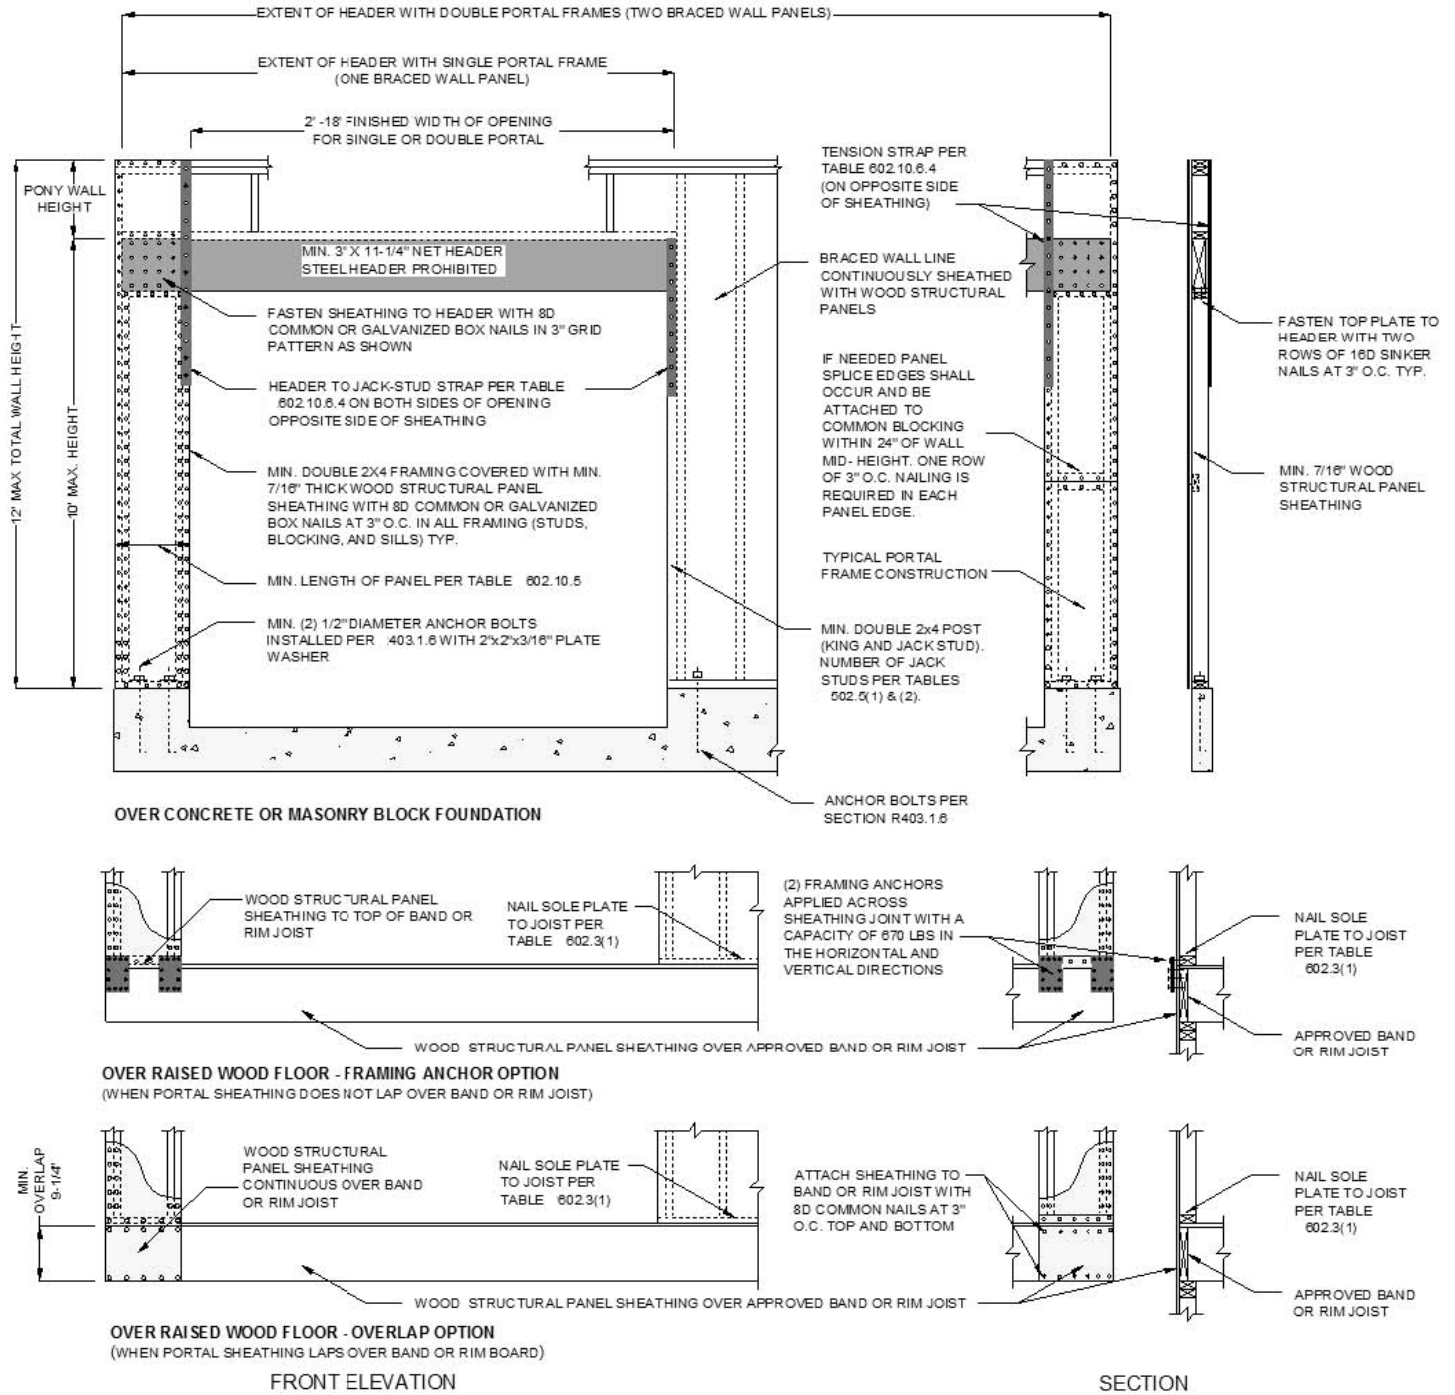 EXTENT OF HEADER WITH DOUBLE PORTAL FRAMES (TWO BRACED WALL PANELS)
EXTENT OF HEADER WITH SINGLE PORTAL FRAME
(ONE BRACED WALL PANEL)
2' -18' FINISHED WIDTH OF OPENING
FOR SINGLE OR DOUBLE PORTAL
PONY WALL
HEIGHT
12' MAX TOTAL WALL HEIGHT
10' MAX. HEIGHT
MIN. 3" X 11-1/4" NET HEADER
STEEL HEADER PROHIBITED
FASTEN SHEATHING TO HEADER WITH 8D
COMMON OR GALVANIZED BOX NAILS IN 3" GRID
PATTERN AS SHOWN
HEADER TO JACK-STUD STRAP PER TABLE
602.10.6.4 ON BOTH SIDES OF OPENING
OPPOSITE SIDE OF SHEATHING
MIN. DOUBLE 2X4 FRAMING COVERED WITH MIN.
7/16" THICK WOOD STRUCTURAL PANEL
SHEATHING WITH 8D COMMON OR GALVANIZED
BOX NAILS AT 3" O.C. IN ALL FRAMING (STUDS,
BLOCKING, AND SILLS) TYP.
MIN. LENGTH OF PANEL PER TABLE 602.10.5
MIN. (2) 1/2" DIAMETER ANCHOR BOLTS
INSTALLED PER .403.1.6 WITH 2"x2"x3/16" PLATE
WASHER
TENSION STRAP PER
TABLE 602.10.6.4
(ON OPPOSITE SIDE
OF SHEATHING)
BRACED WALL LINE
CONTINUOUSLY SHEATHED
WITH WOOD STRUCTURAL
PANELS
IF NEEDED PANEL
SPLICE EDGES SHALL
OCCUR AND BE
ATTACHED TO
COMMON BLOCKING
WITHIN 24" OF WALL
MID- HEIGHT. ONE ROW
OF 3" O.C. NAILING IS
REQUIRED IN EACH
PANEL EDGE.
TYPICAL PORTAL
FRAME CONSTRUCTION
MIN. DOUBLE 2x4 POST
(KING AND JACK STUD).
NUMBER OF JACK
STUDS PER TABLES
502.5(1) & (2).
ANCHOR BOLTS PER
SECTION R403.1.6
FASTEN TOP PLATE TO
HEADER WITH TWO
ROWS OF 16D SINKER
NAILS AT 3" O.C. TYP.
MIN. 7/16" WOOD
STRUCTURAL PANEL
SHEATHING
OVER CONCRETE OR MASONRY BLOCK FOUNDATION
WOOD STRUCTURAL PANEL
SHEATHING TO TOP OF BAND OR
RIM JOIST
NAIL SOLE PLATE
TO JOIST PER
TABLE 602.3(1)
(2) FRAMING ANCHORS
APPLIED ACROSS
SHEATHING JOINT WITH A
CAPACITY OF 670 LBS IN
THE HORIZONTAL AND
VERTICAL DIRECTIONS
NAIL SOLE
PLATE TO JOIST
PER TABLE
602.3(1)
WOOD STRUCTURAL PANEL SHEATHING OVER APPROVED BAND OR RIM JOIST
APPROVED BAND
OR RIM JOIST
OVER RAISED WOOD FLOOR - FRAMING ANCHOR OPTION
(WHEN PORTAL SHEATHING DOES NOT LAP OVER BAND OR RIM JOIST)
MIN.
OVERLAP
9-1/4"
WOOD STRUCTURAL
PANEL SHEATHING
CONTINUOUS OVER BAND
OR RIM JOIST
NAIL SOLE PLATE
TO JOIST PER
TABLE 602.3(1)
ATTACH SHEATHING TO
BAND OR RIM JOIST WITH
8D COMMON NAILS AT 3"
O.C. TOP AND BOTTOM
NAIL SOLE
PLATE TO JOIST
PER TABLE
602.3(1)
WOOD STRUCTURAL PANEL SHEATHING OVER APPROVED BAND OR RIM JOIST
APPROVED BAND
OR RIM JOIST
OVER RAISED WOOD FLOOR - OVERLAP OPTION
(WHEN PORTAL SHEATHING LAPS OVER BAND OR RIM BOARD)
FRONT ELEVATION
SECTION